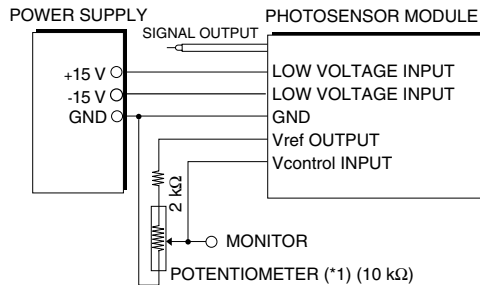 POWER SUPPLY
PHOTOSENSOR MODULE
SIGNAL OUTPUT
+15 V
LOW VOLTAGE INPUT
-15 V
LOW VOLTAGE INPUT
GND
GND
Vref OUTPUT
Vcontrol INPUT
2 kΩ
MONITOR
POTENTIOMETER (*1) (10 kΩ)